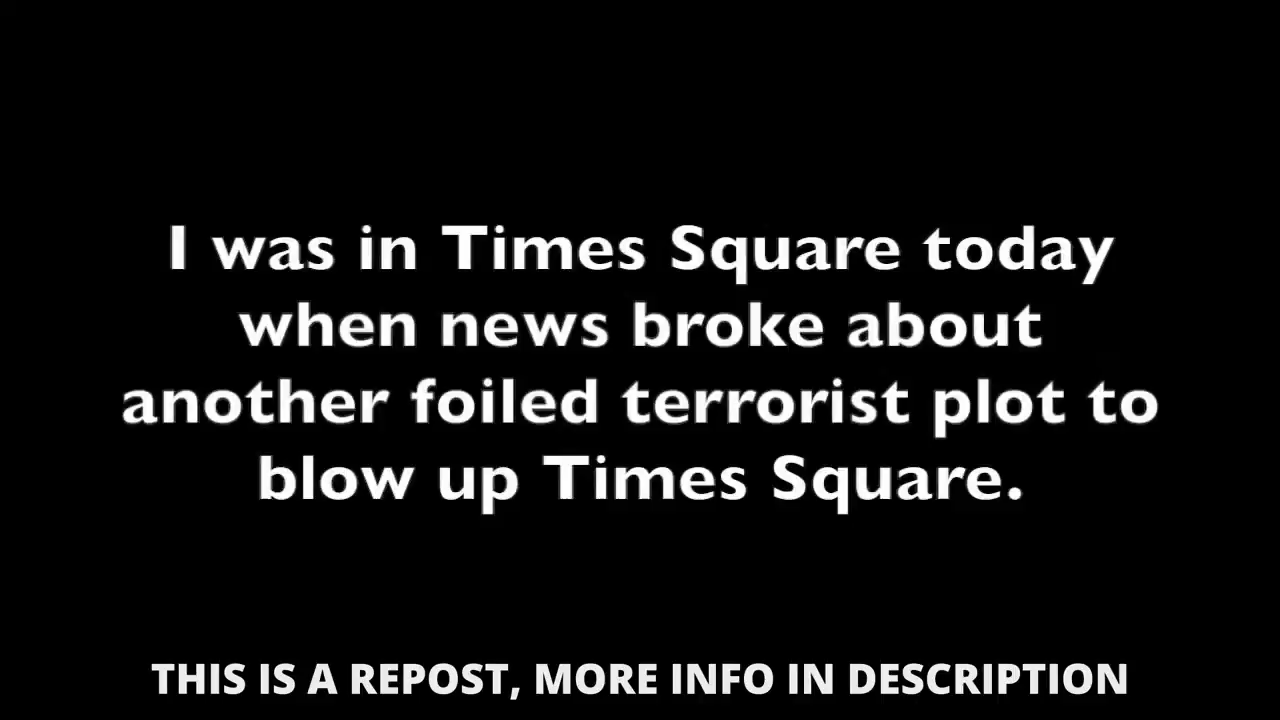 I was in Times Square today
when news broke about
another foiled terrorist plot to
blow up Times Square.
THIS IS A REPOST, MORE INFO IN DESCRIPTION